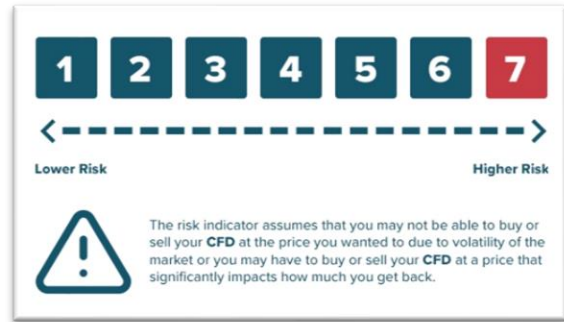 1 2 3 4 5 6 7
Lower Risk Higher Risk
The risk indicator assumes that you may not be able to buy or
sell your CFD at the price you wanted to due to volatility of the
market or you may have to buy or sell your CFD at a price that
significantly impacts how much you get back.